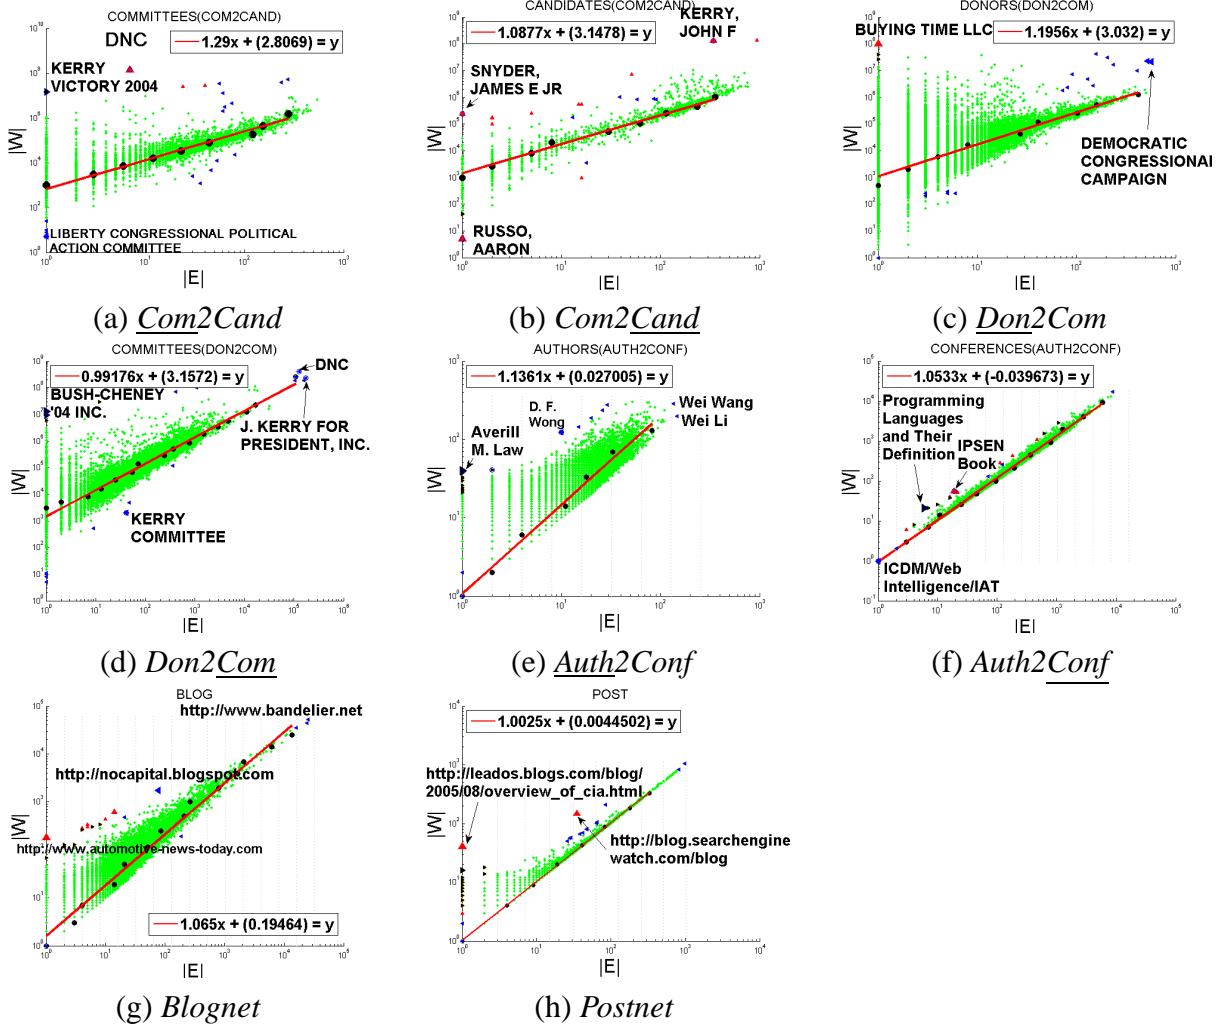 COMMITTEES(COM2CAND)
DNC
1.29x + (2.8069) = y
KERRY
VICTORY 2004
LIBERTY CONGRESSIONAL POLITICAL
ACTION COMMITTEE
|W|
|E|
(a) Com2Cand
CANDIDATES(COM2CAND)
1.0877x + (3.1478) = y
KERRY,
JOHN F
SNYDER,
JAMES E JR
RUSSO,
AARON
|W|
|E|
(b) Com2Cand
DONORS(DON2COM)
BUYING TIME LLC
1.1956x + (3.032) = y
DEMOCRATIC
CONGRESSIONAL
CAMPAIGN
|W|
|E|
(c) Don2Com
COMMITTEES(DON2COM)
0.99176x + (3.1572) = y
DNC
BUSH-CHENEY
'04 INC.
J. KERRY FOR
PRESIDENT, INC.
KERRY
COMMITTEE
|W|
|E|
(d) Don2Com
AUTHORS(AUTH2CONF)
1.1361x + (0.027005) = y
D. F.
Wong
Wei Wang
Wei Li
Averill
M. Law
|W|
|E|
(e) Auth2Conf
CONFERENCES(AUTH2CONF)
1.0533x + (-0.039673) = y
Programming
Languages
and Their
Definition
IPSEN
Book
ICDM/Web
Intelligence/IAT
|W|
|E|
(f) Auth2Conf
BLOG
http://www.bandelier.net
http://nocapital.blogspot.com
http://www.automotive-news-today.com
1.065x + (0.19464) = y
|W|
|E|
(g) Blognet
POST
1.0025x + (0.0044502) = y
http://leados.blogs.com/blog/
2005/08/overview_of_cia.html
http://blog.searchengine
watch.com/blog
|W|
|E|
(h) Postnet